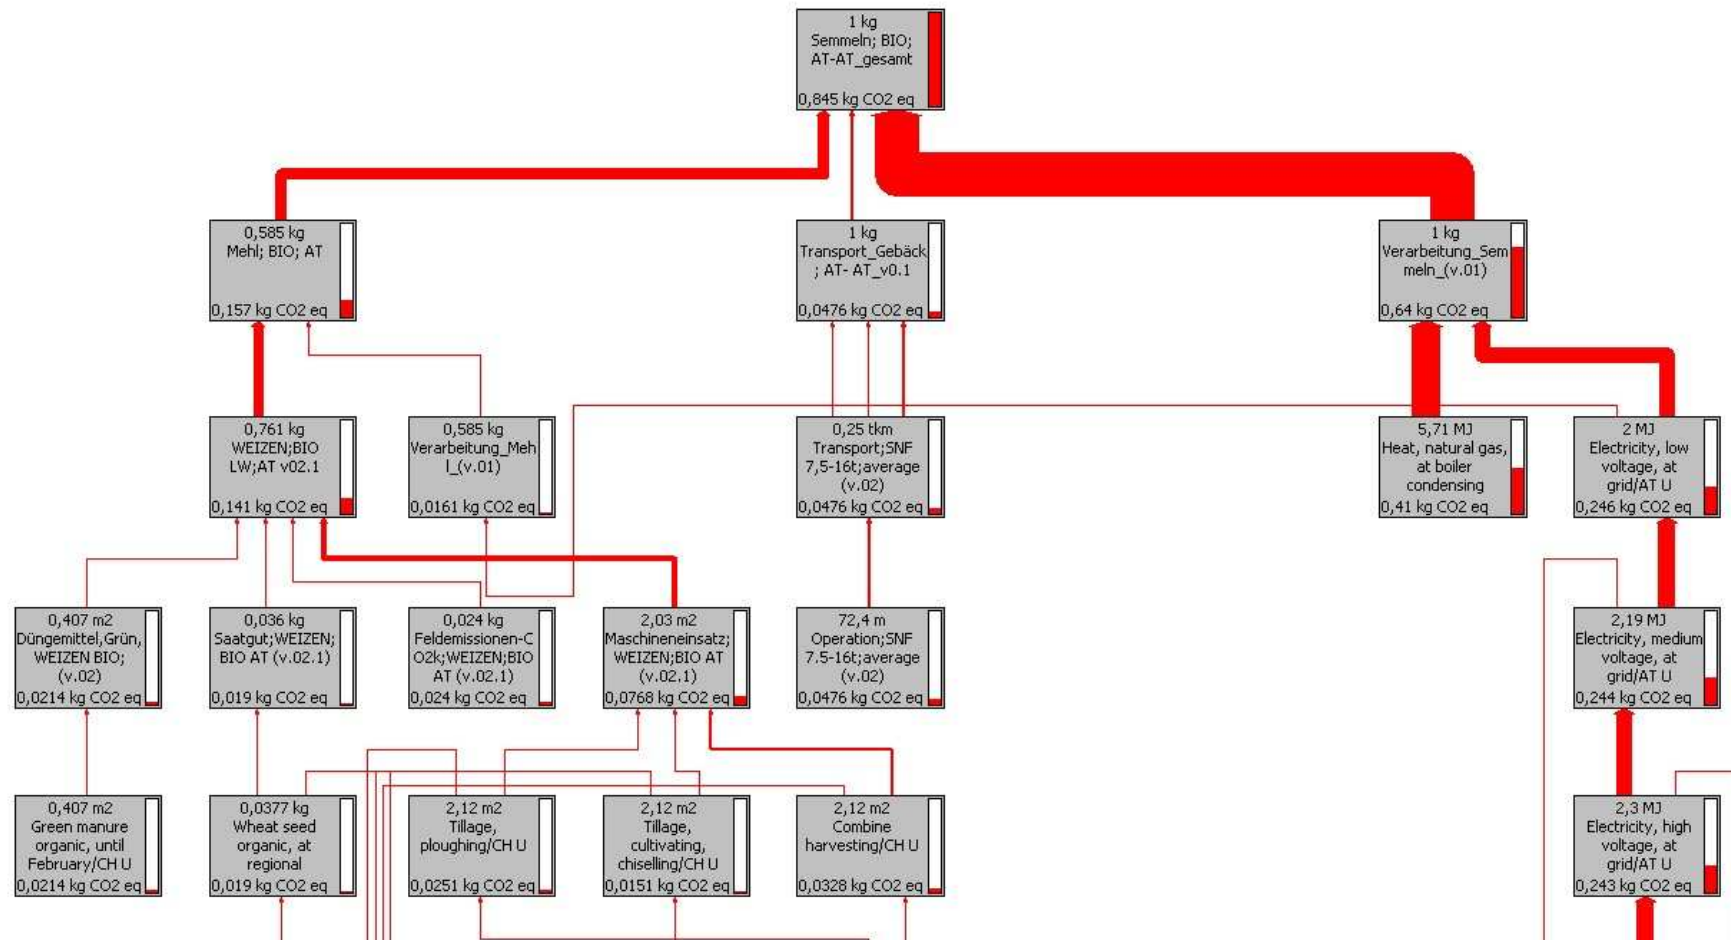 1 kg
Semmeln; BIO;
AT-AT_gesamt
0,845 kg CO2 eq
0,585 kg
Mehl; BIO; AT
0,157 kg CO2 eq
1 kg
Transport_Gebäck
; AT- AT_v0.1
0,0476 kg CO2 eq
1 kg
Verarbeitung_Sem
meln_(v.01)
0,64 kg CO2 eq
0,761 kg
WEIZEN;BIO
LW;AT v02.1
0,141 kg CO2 eq
0,585 kg
Verarbeitung_Meh
l_(v.01)
0,0161 kg CO2 eq
0,25 tkm
Transport;SNF
7,5-16t;average
(v.02)
0,0476 kg CO2 eq
5,71 MJ
Heat, natural gas,
at boiler
condensing
0,41 kg CO2 eq
2 MJ
Electricity, low
voltage, at
grid/AT U
0,246 kg CO2 eq
0,407 m2
Düngemittel,Grün,
WEIZEN BIO;
(v.02)
0,0214 kg CO2 eq
0,036 kg
Saatgut;WEIZEN;
BIO AT (v.02.1)
0,019 kg CO2 eq
0,024 kg
Feldemissionen-C
O2k;WEIZEN;BIO
AT (v.02.1)
0,024 kg CO2 eq
2,03 m2
Maschineneinsatz;
WEIZEN;BIO AT
(v.02.1)
0,0768 kg CO2 eq
72,4 m
Operation;SNF
7.5-16t;average
(v.02)
0,0476 kg CO2 eq
2,19 MJ
Electricity, medium
voltage, at
grid/AT U
0,244 kg CO2 eq
0,407 m2
Green manure
organic, until
February/CH U
0,0214 kg CO2 eq
0,0377 kg
Wheat seed
organic, at
regional
0,019 kg CO2 eq
2,12 m2
Tillage,
ploughing/CH U
0,0251 kg CO2 eq
2,12 m2
Tillage,
cultivating,
chiselling/CH U
0,0151 kg CO2 eq
2,12 m2
Combine
harvesting/CH U
0,0328 kg CO2 eq
2,3 MJ
Electricity, high
voltage, at
grid/AT U
0,243 kg CO2 eq